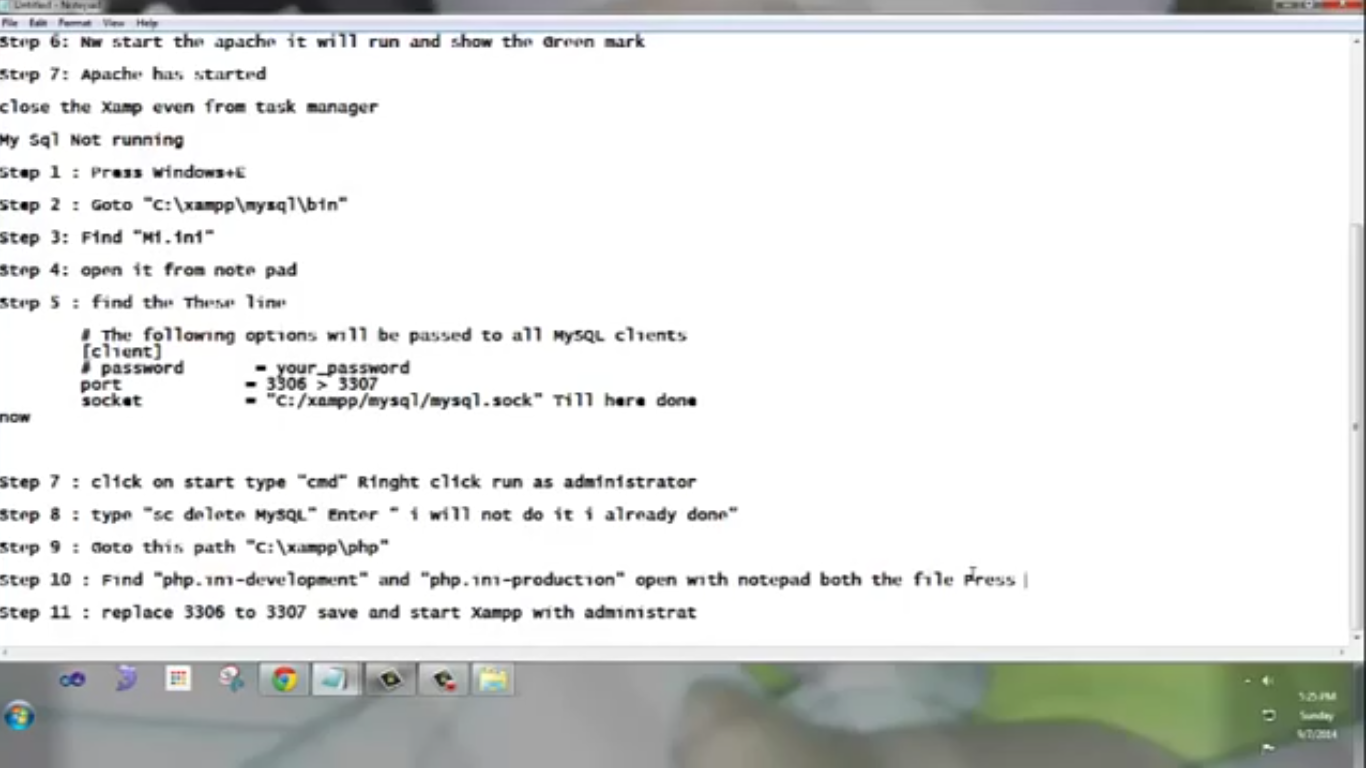 Untitled - Notepad
File Edit Format View Help
Step 6: Nw start the apache it will run and show the Green mark
Step 7: Apache has started
close the Xamp even from task manager
My Sql Not running
Step 1 : Press Windows+E
Step 2 : Goto "C:\xampp\mysql\bin"
Step 3: Find "Mi.ini"
Step 4: open it from note pad
Step 5 : find the These line
# The following options will be passed to all MySQL clients
[client]
# password = your_password
port = 3306 > 3307
socket = "C:/xampp/mysql/mysql.sock" Till here done
now
Step 7 : click on start type "cmd" Ringht click run as administrator
Step 8 : type "sc delete MySQL" Enter " i will not do it i already done"
Step 9 : Goto this path "C:\xampp\php"
Step 10 : Find "php.ini-development" and "php.ini-production" open with notepad both the file Press
Step 11 : replace 3306 to 3307 save and start Xampp with administrat
5:25 PM
Sunday
9/7/2014